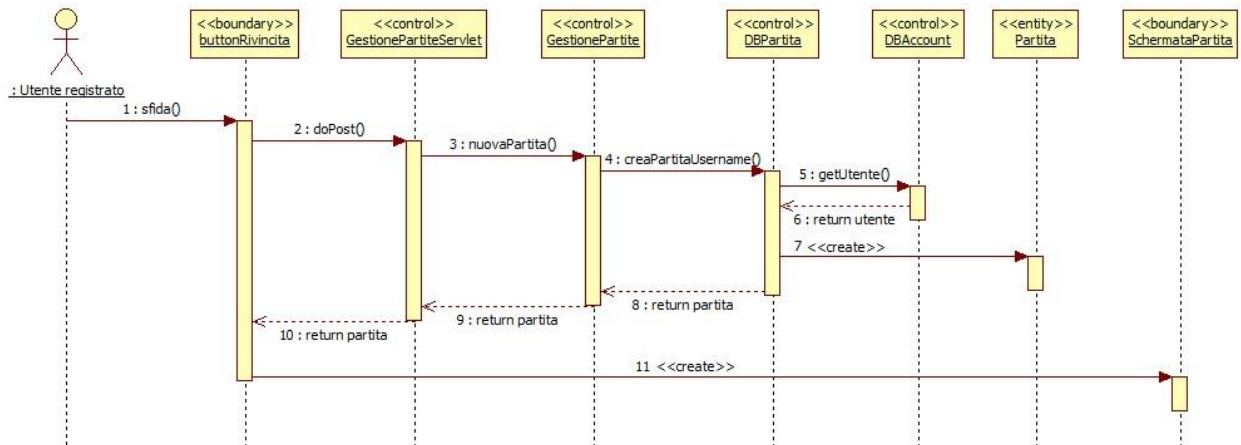 <<boundary>>
buttonRivincita
<<control>>
GestionePartiteServlet
<<control>>
GestionePartite
<<control>>
DBPartita
<<control>>
DBAccount
<<entity>>
Partita
<<boundary>>
SchermataPartita
: Utente registrato
1 : sfida()
2 : doPost()
3 : nuovaPartita()
4 : creaPartitaUsername()
5 : getUtente()
6 : return utente
7 <<create>>
8 : return partita
9 : return partita
10 : return partita
11 <<create>>